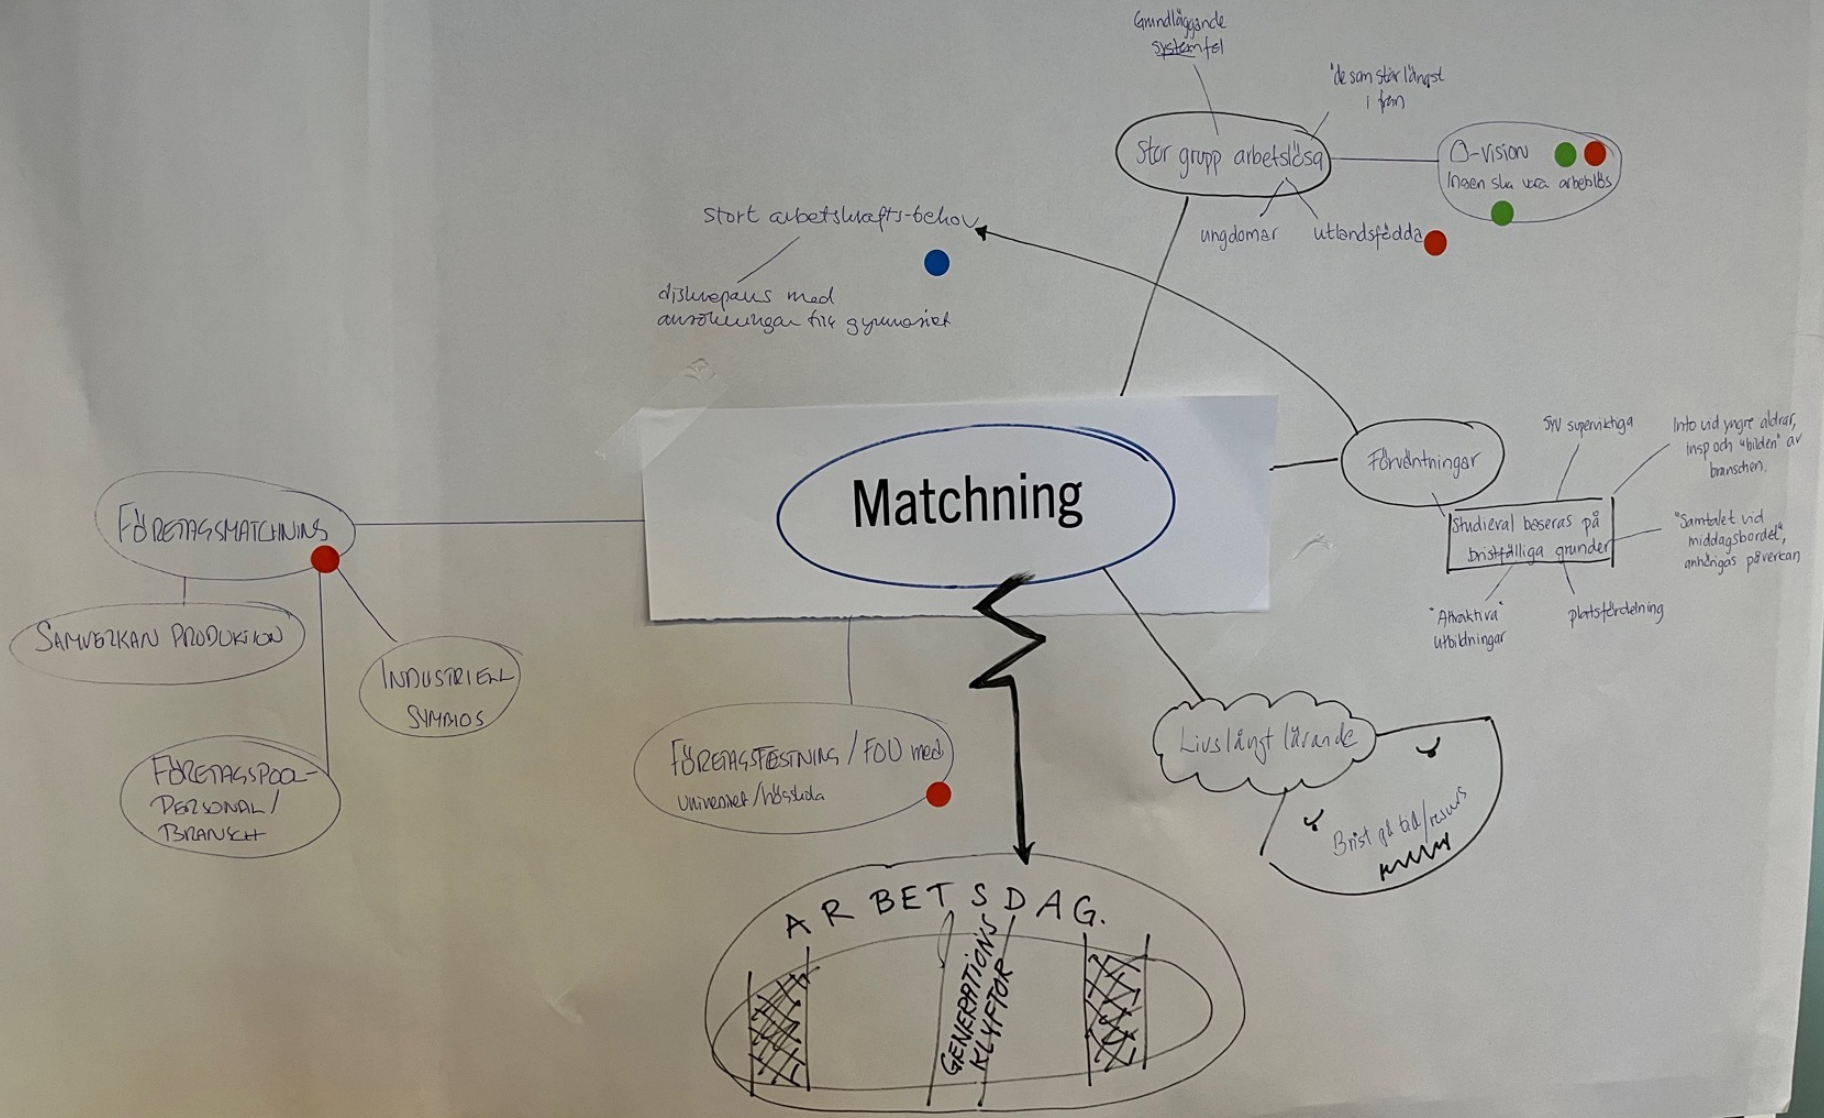 Grundläggande
systemfel
"de som står längst
i från
Stor grupp arbetslösa
0-vision
Ingen ska vara arbetslös
ungdomar
utlandsfödda
stort arbetskrafts-behov
diskrepans med
ansökningar till gymnasiet
Matchning
Förväntningar
SYV superviktiga
Into vid yngre åldrar,
insp och "bilden" av
branschen.
Studieval baseras på
bristfälliga grunder
"Samtalet vid
middagsbordet",
anhörigas påverkan
"Attraktiva"
utbildningar
platsfördelning
FÖRETAGSMATCHNING
SAMVERKAN PRODUKTION
INDUSTRIELL
SYMBIOS
FÖRETAGSPOOL-
PERSONAL/
BRANSCH
FÖRETAGSTESTNING / FOU med
Universitet/högskola
Livslångt lärande
Brist på tid/resurs
ARBETSDAG.
GENERATIONS
KLYFTOR